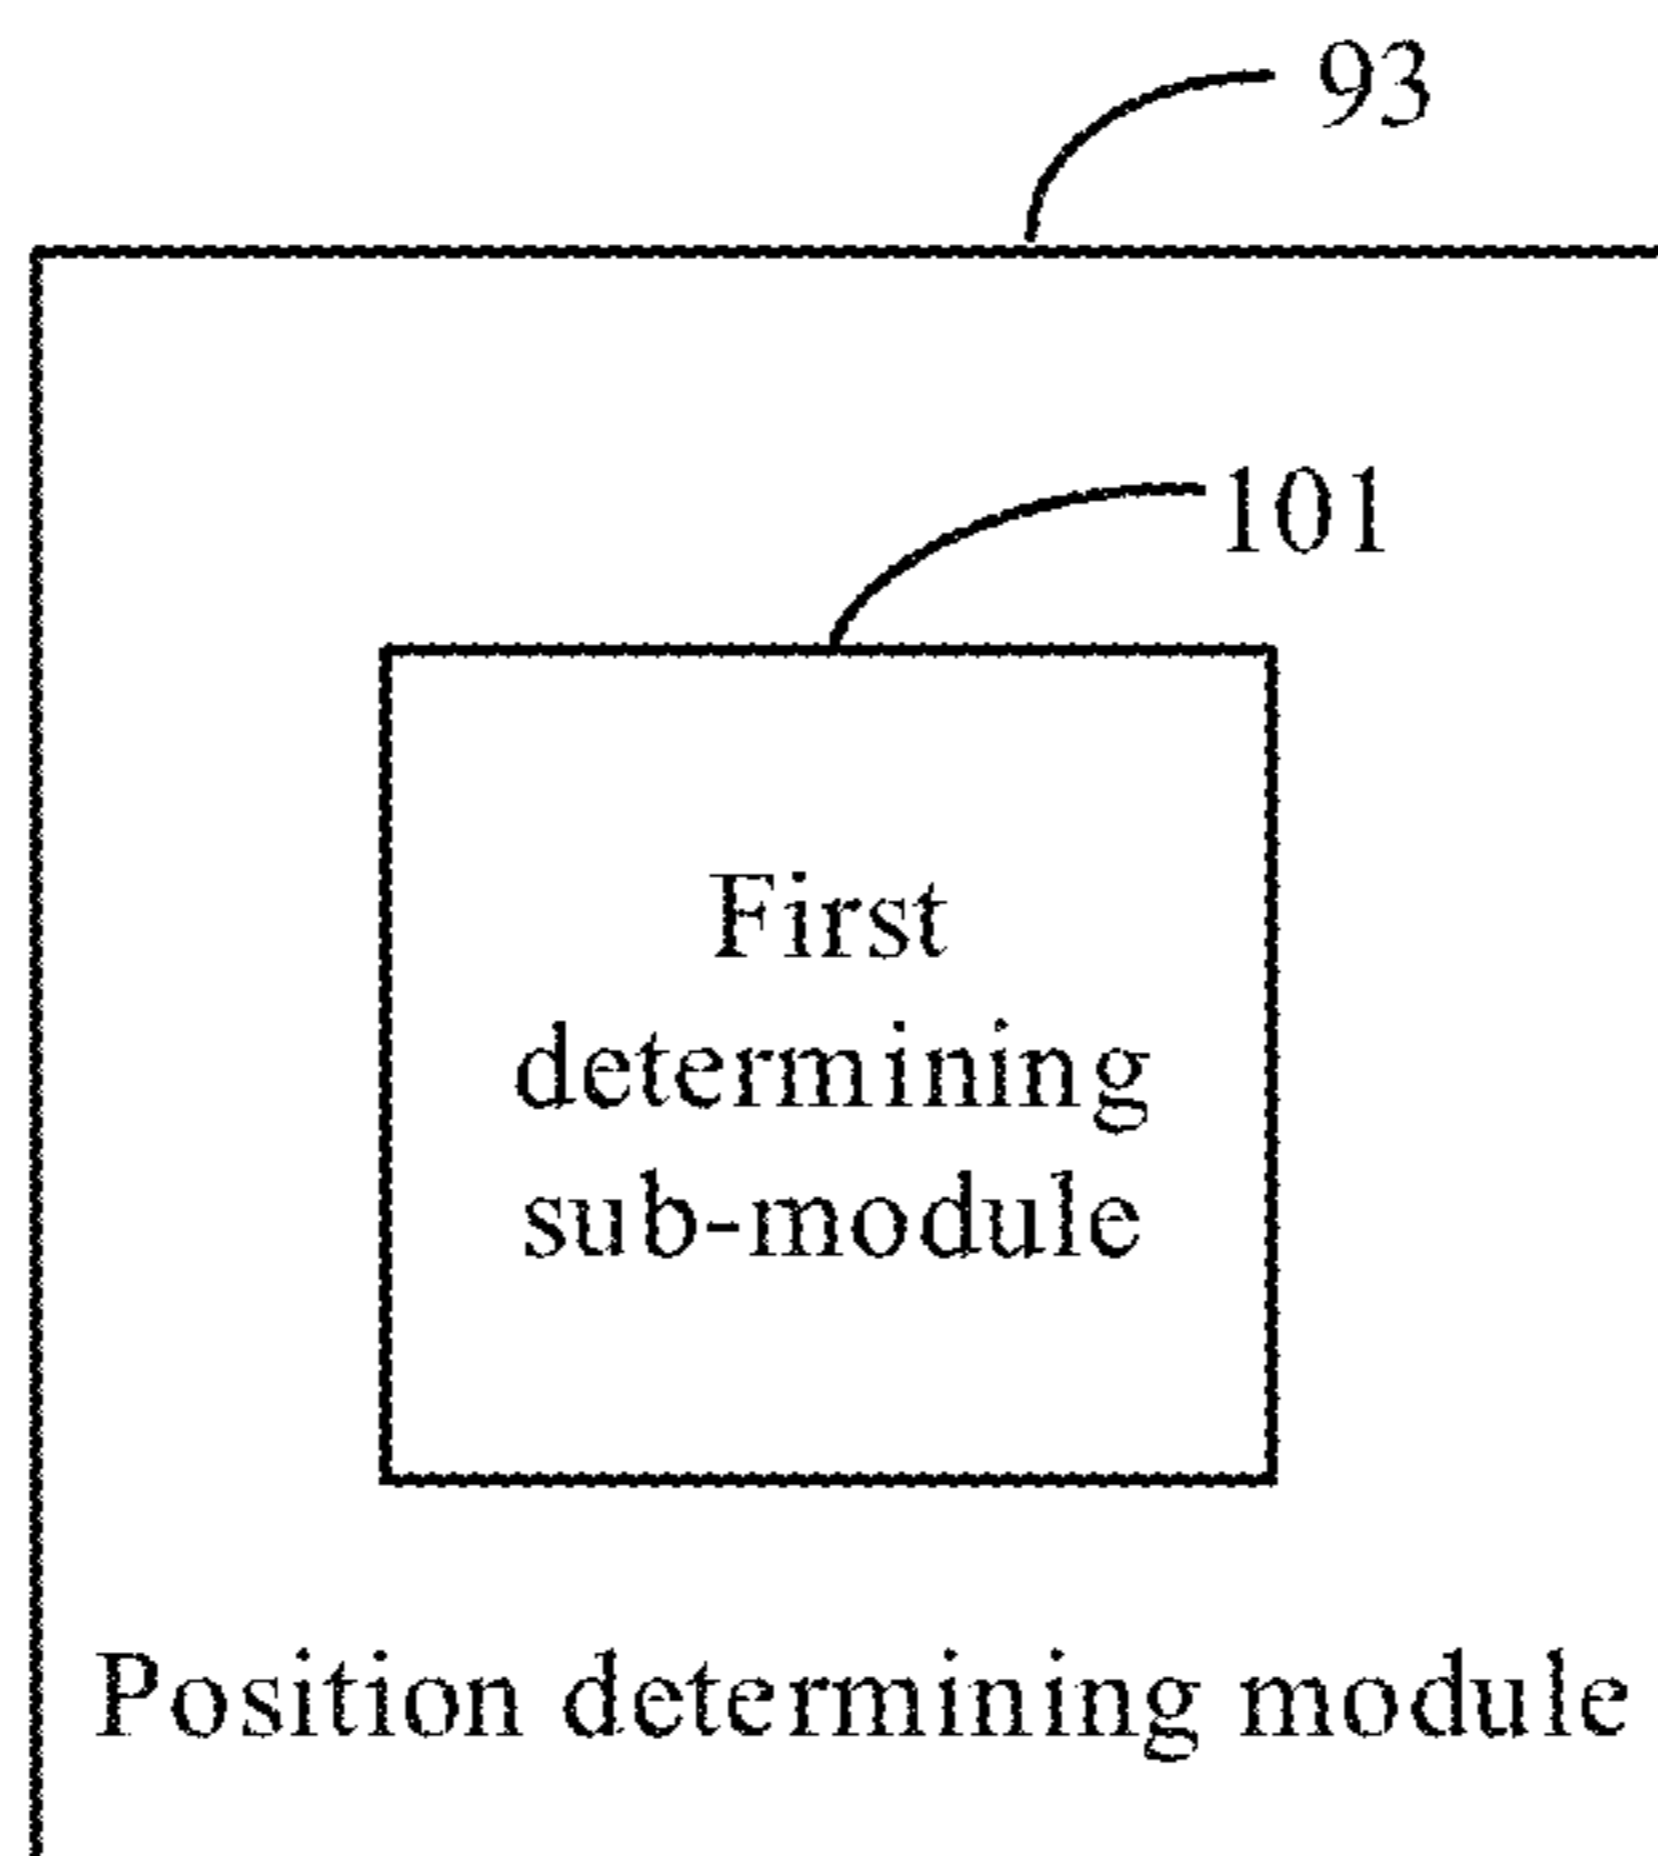 93
101
First
determining
sub-module
Position determining module